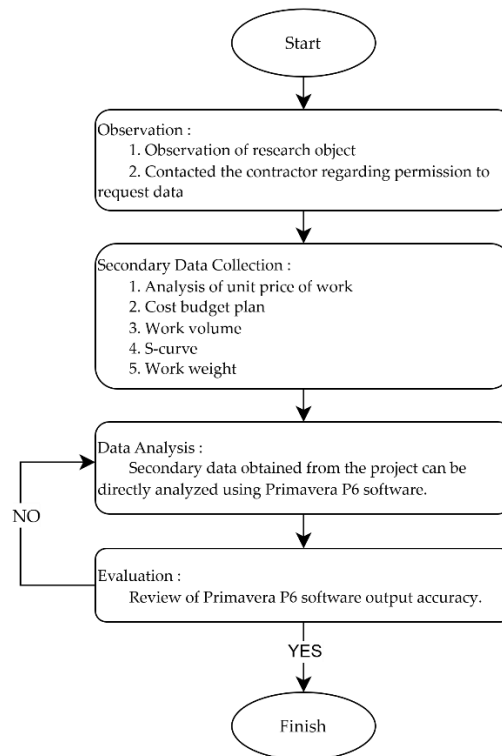 Start
Observation :
1. Observation of research object
2. Contacted the contractor regarding permission to
request data
Secondary Data Collection :
1. Analysis of unit price of work
2. Cost budget plan
3. Work volume
4. S-curve
5. Work weight
Data Analysis :
Secondary data obtained from the project can be
directly analyzed using Primavera P6 software.
NO
Evaluation :
Review of Primavera P6 software output accuracy.
YES
Finish